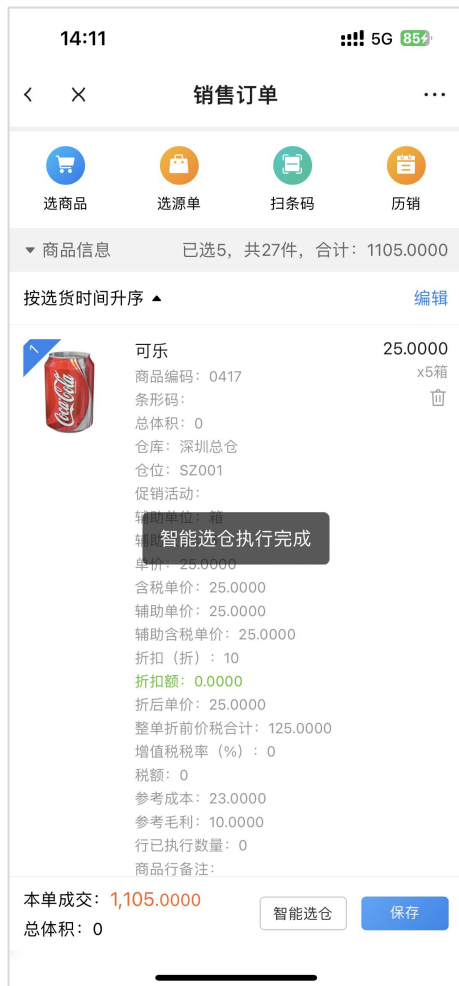 14:11
5G 85
销售订单
选商品 选源单 扫条码 历销
商品信息 已选5，共27件，合计：1105.0000
按选货时间升序 编辑
1
可乐 25.0000
商品编码：0417 x5箱
条形码：
总体积：0
仓库：深圳总仓
仓位：SZ001
促销活动：
辅助单位：箱
智能选仓执行完成
单价：25.0000
含税单价：25.0000
辅助单价：25.0000
辅助含税单价：25.0000
折扣（折）：10
折扣额：0.0000
折后单价：25.0000
整单折前价税合计：125.0000
增值税税率（%）：0
税额：0
参考成本：23.0000
参考毛利：10.0000
行已执行数量：0
商品行备注：
Coca-Cola
本单成交：1,105.0000
总体积：0
智能选仓 保存